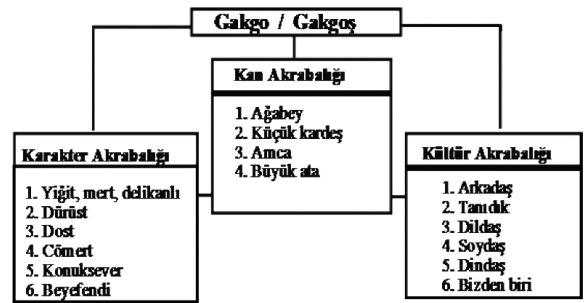 Gakgo / Gakgoş
Kan Akrabalığı
1. Ağabey
2. Küçük kardeş
3. Amca
4. Büyük ata
Karakter Akrabalığı
1. Yiğit, mert, delikanlı
2. Dürüst
3. Dost
4. Cömert
5. Konuksever
6. Beyefendi
Kültür Akrabalığı
1. Arkadaş
2. Tanıdık
3. Dildaş
4. Soydaş
5. Dindaş
6. Bizden biri